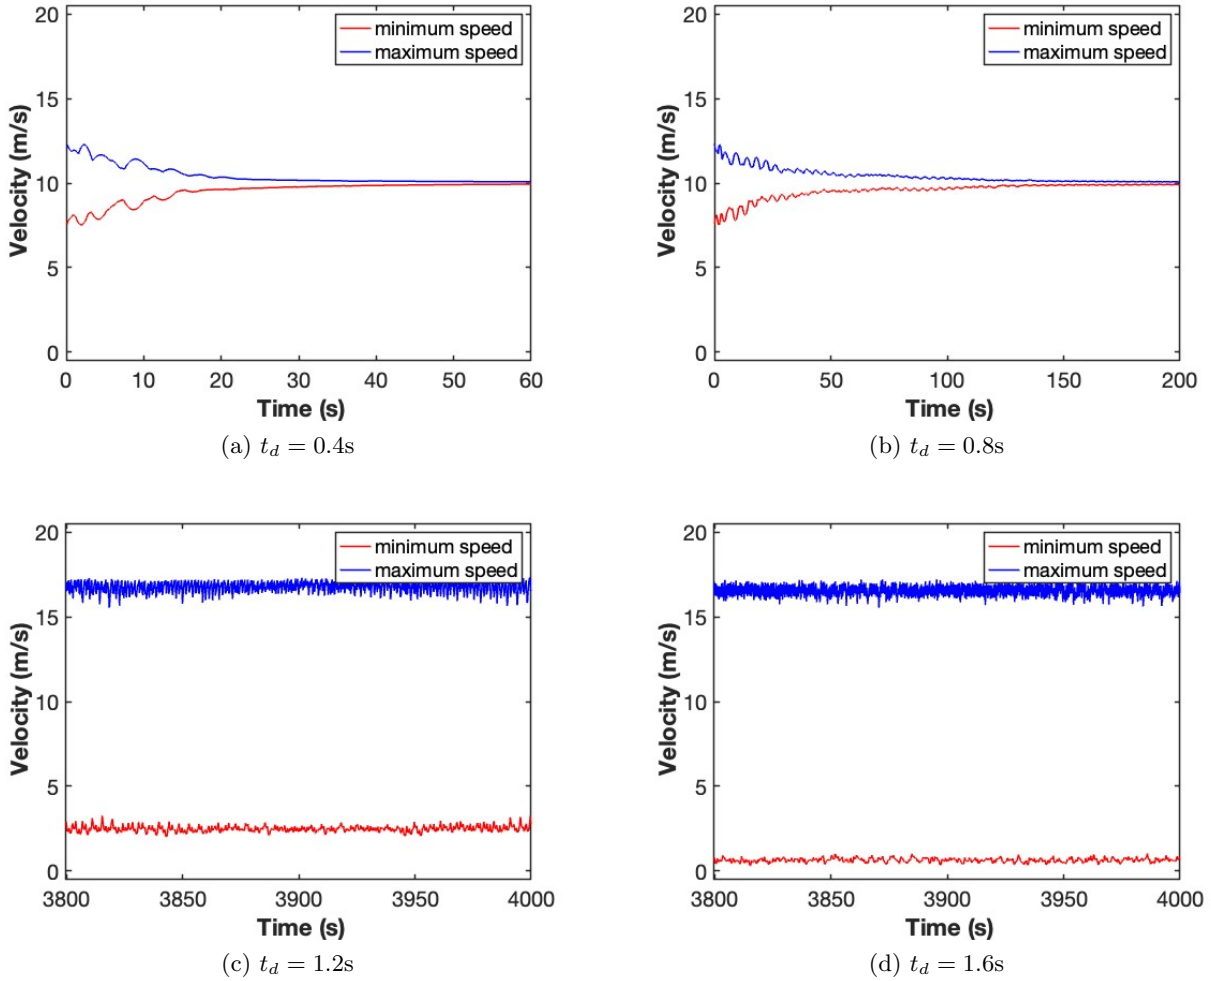 20
15
10
5
0
Velocity (m/s)
minimum speed
maximum speed
0 10 20 30 40 50 60
Time (s)
(a) t_d = 0.4s
20
15
10
5
0
Velocity (m/s)
minimum speed
maximum speed
0 50 100 150 200
Time (s)
(b) t_d = 0.8s
20
15
10
5
0
Velocity (m/s)
minimum speed
maximum speed
3800 3850 3900 3950 4000
Time (s)
(c) t_d = 1.2s
20
15
10
5
0
Velocity (m/s)
minimum speed
maximum speed
3800 3850 3900 3950 4000
Time (s)
(d) t_d = 1.6s